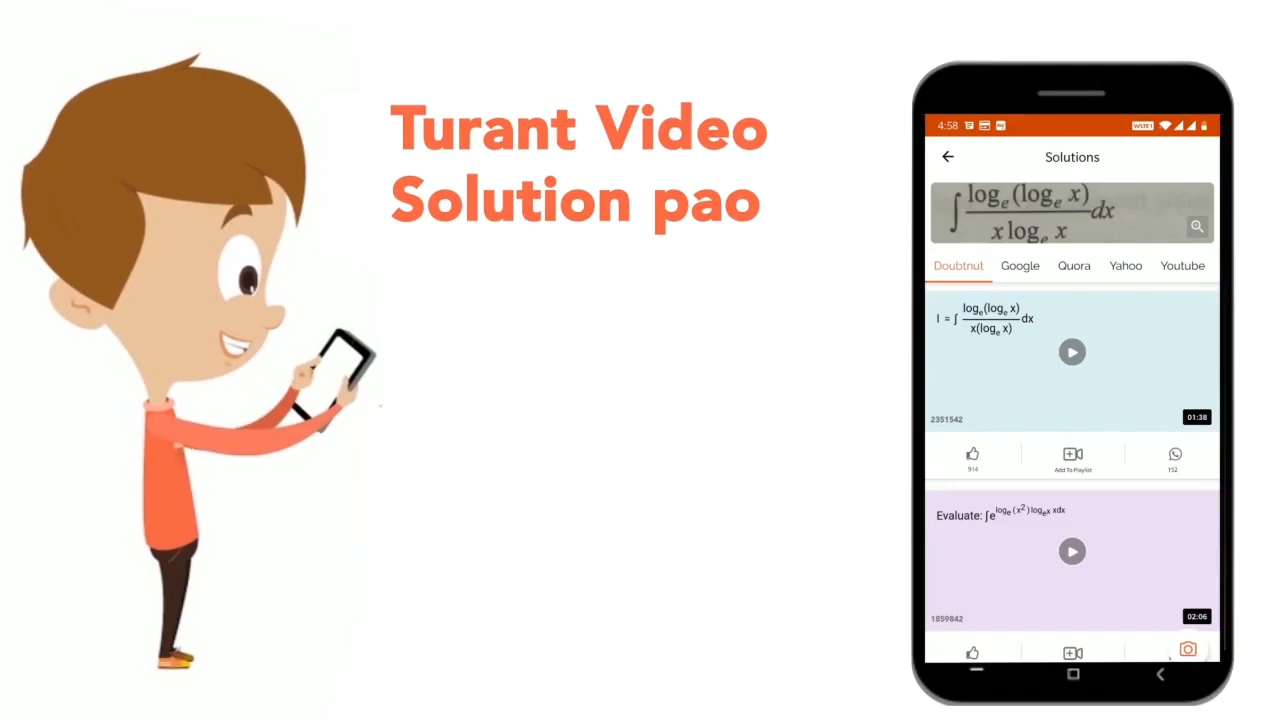 Turant Video
Solution pao
4:58
VoLTE1
Solutions
∫ logₑ(logₑ x) / x logₑ x dx
Doubtnut Google Quora Yahoo Youtube
I = ∫ logₑ(logₑ x) / x(logₑ x) dx
2351542 01:38
914 Add To Playlist 152
Evaluate: ∫e^logₑ(x²)logₑx xdx
1859842 02:06